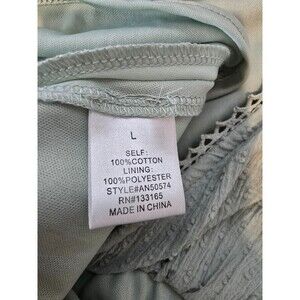 L
SELF:
100%COTTON
LINING:
100%POLYESTER
STYLE#AN50574
RN#133165
MADE IN CHINA